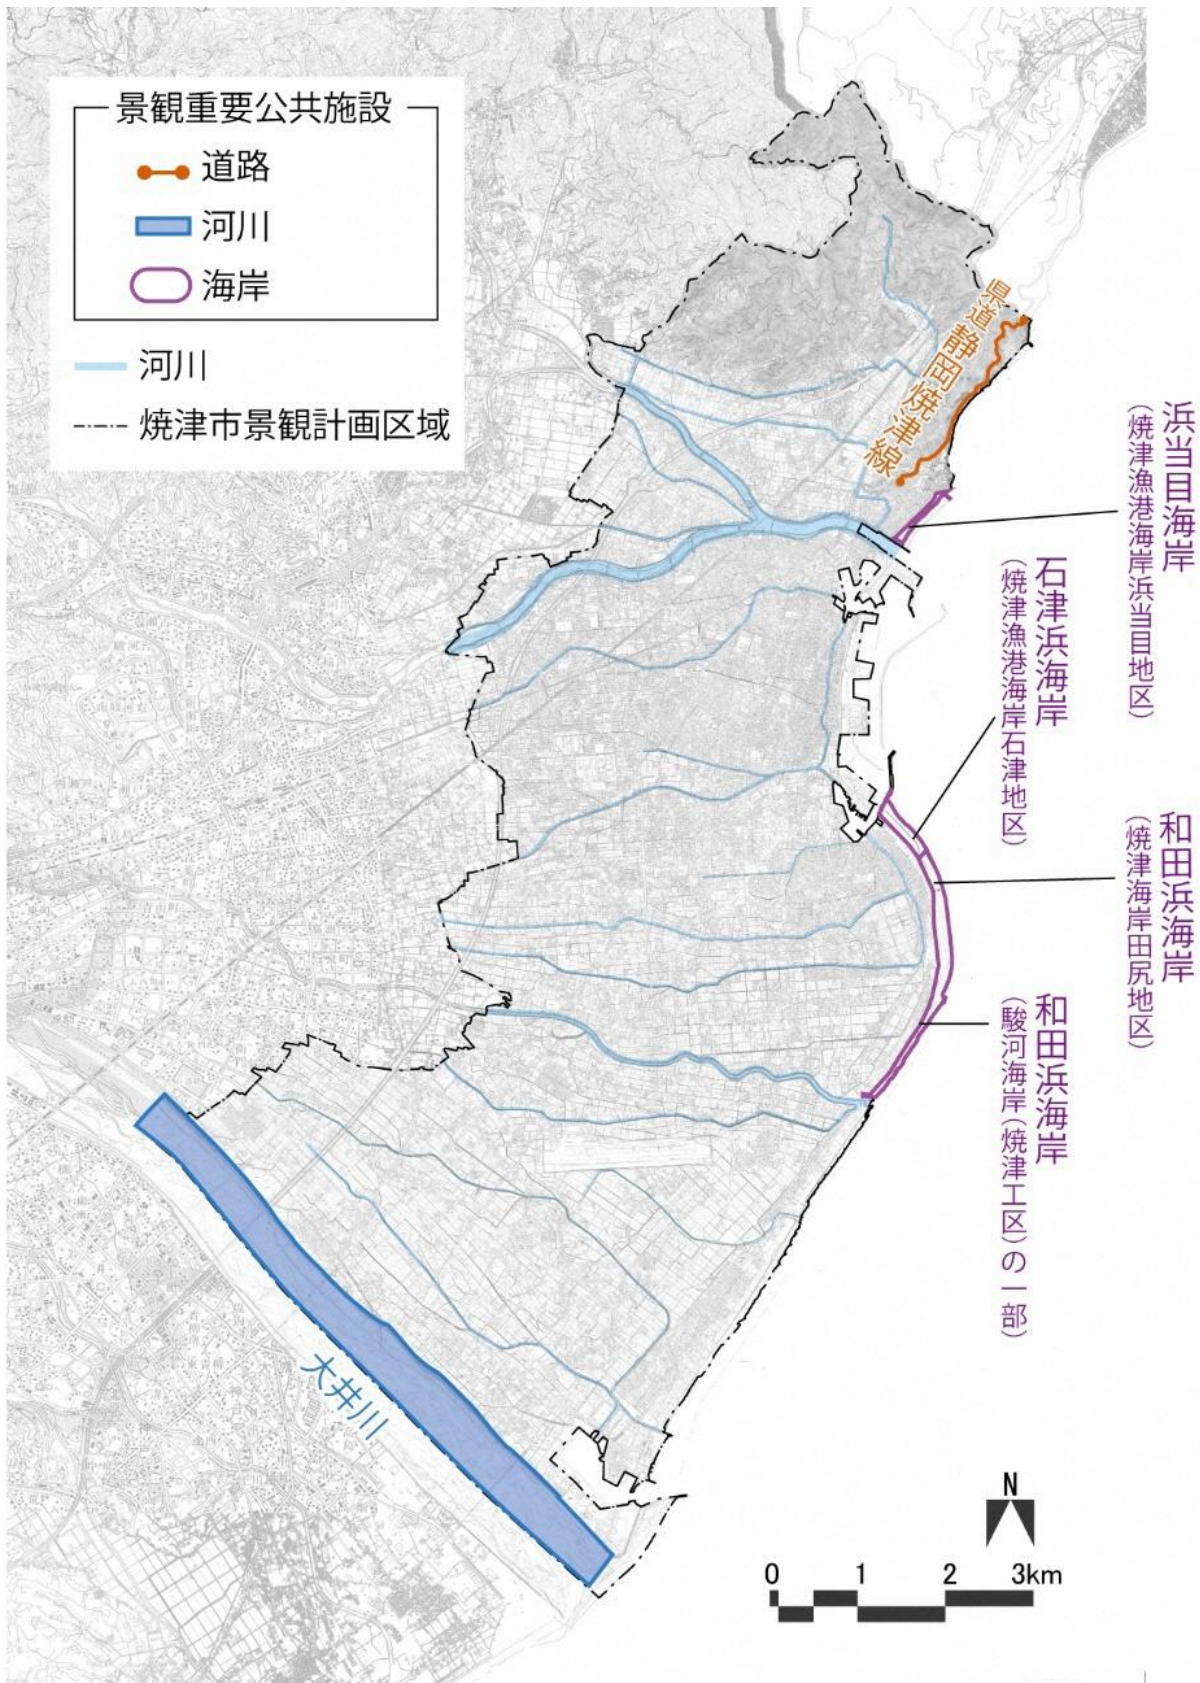 景観重要公共施設
道路
河川
海岸
河川
焼津市景観計画区域
県道静岡焼津線
浜当目海岸
(焼津漁港海岸浜当目地区)
石津浜海岸
(焼津漁港海岸石津地区)
和田浜海岸
(焼津海岸田尻地区)
和田浜海岸
(駿河海岸(焼津工区)の一部)
大井川
N
0 1 2 3km